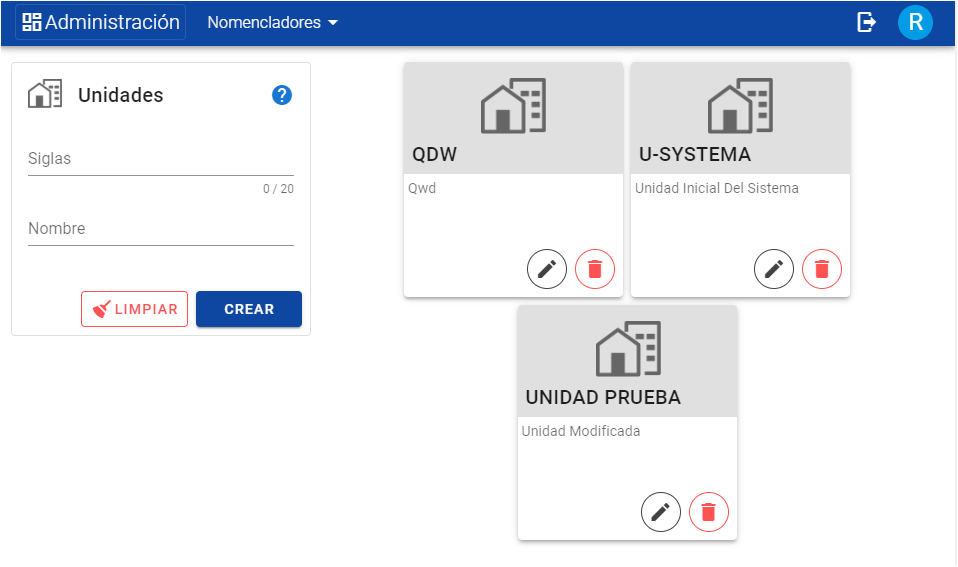 Administración Nomencladores R
Unidades ?
Siglas
0 / 20
Nombre
LIMPIAR CREAR
QDW
Qwd
U-SYSTEMA
Unidad Inicial Del Sistema
UNIDAD PRUEBA
Unidad Modificada